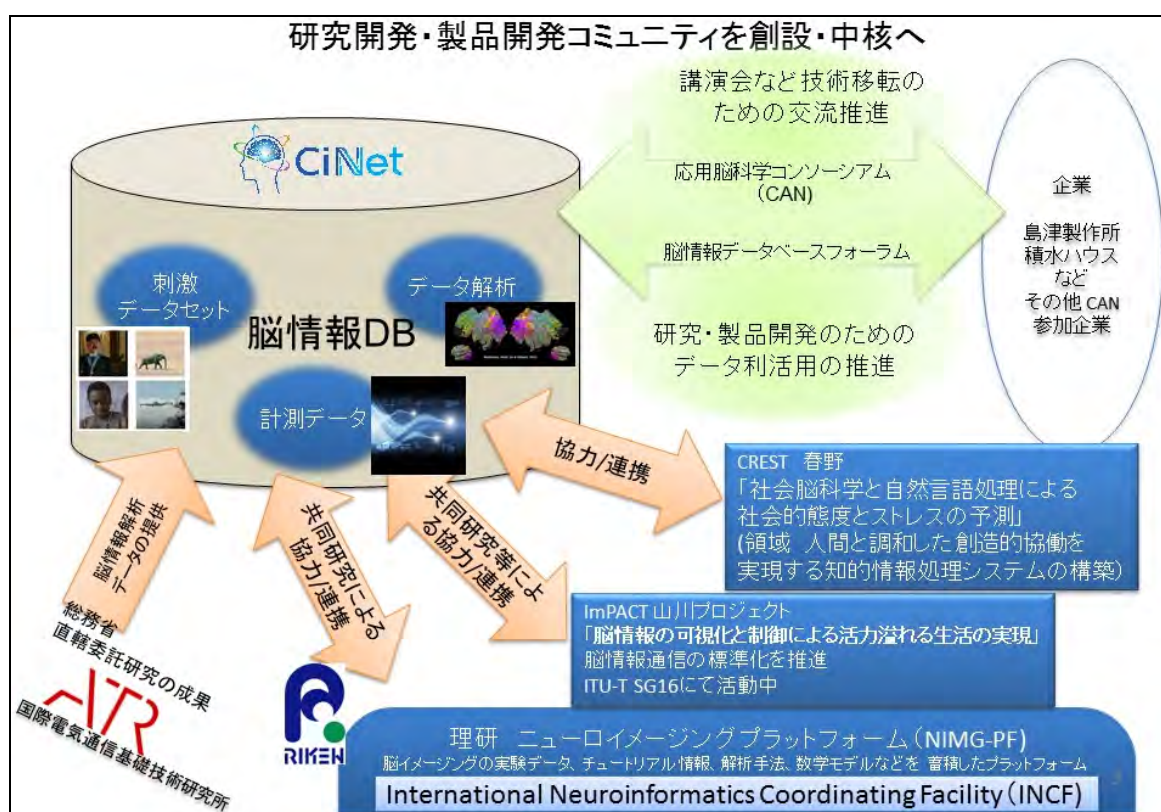 研究開発・製品開発コミュニティを創設・中核へ
CiNet
刺激
データセット
データ解析
脳情報DB
計測データ
講演会など技術移転の
ための交流推進
応用脳科学コンソーシアム
(CAN)
脳情報データベースフォーラム
研究・製品開発のための
データ利活用の推進
企業
島津製作所
積水ハウス
など
その他 CAN
参加企業
脳情報解析
データの提供
共同研究による
協力/連携
共同研究等によ
る協力/連携
協力/連携
CREST 春野
「社会脳科学と自然言語処理による
社会的態度とストレスの予測」
(領域 人間と調和した創造的協働を
実現する知的情報処理システムの構築)
ImPACT 山川プロジェクト
「脳情報の可視化と制御による活力溢れる生活の実現」
脳情報通信の標準化を推進
ITU-T SG16にて活動中
総務省
直轄委託研究の成果
ATR
国際電気通信基礎技術研究所
RIKEN
理研 ニューロイメージングプラットフォーム(NIMG-PF)
脳イメージングの実験データ、チュートリアル情報、解析手法、数学モデルなどを 蓄積したプラットフォーム
International Neuroinformatics Coordinating Facility (INCF)